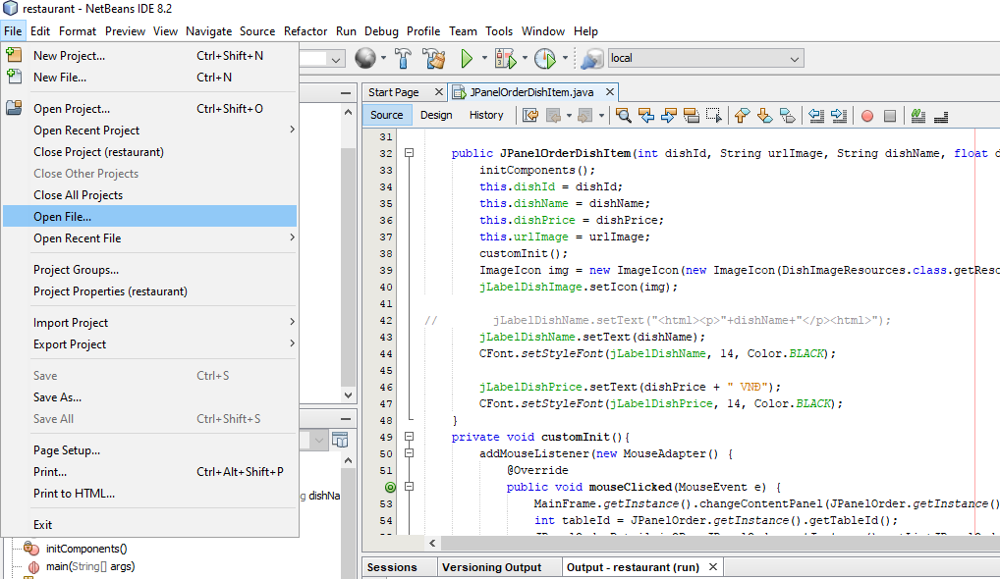 restaurant - NetBeans IDE 8.2
File Edit Format Preview View Navigate Source Refactor Run Debug Profile Team Tools Window Help
New Project... Ctrl+Shift+N
New File... Ctrl+N
Open Project... Ctrl+Shift+O
Open Recent Project
Close Project (restaurant)
Close Other Projects
Close All Projects
Open File...
Open Recent File
Project Groups...
Project Properties (restaurant)
Import Project
Export Project
Save Ctrl+S
Save As...
Save All Ctrl+Shift+S
Page Setup...
Print... Ctrl+Alt+Shift+P
Print to HTML...
Exit
dishNa
initComponents()
main(String[] args)
local
Start Page JPanelOrderDishItem.java
Source Design History
31
32 public JPanelOrderDishItem(int dishId, String urlImage, String dishName, float d
33 initComponents();
34 this.dishId = dishId;
35 this.dishName = dishName;
36 this.dishPrice = dishPrice;
37 this.urlImage = urlImage;
38 customInit();
39 ImageIcon img = new ImageIcon(new ImageIcon(DishImageResources.class.getReso
40 jLabelDishImage.setIcon(img);
41
42 // jLabelDishName.setText("<html><p>"+dishName+"</p><html>");
43 jLabelDishName.setText(dishName);
44 CFont.setStyleFont(jLabelDishName, 14, Color.BLACK);
45
46 jLabelDishPrice.setText(dishPrice + " VNĐ");
47 CFont.setStyleFont(jLabelDishPrice, 14, Color.BLACK);
48 }
49 private void customInit(){
50 addMouseListener(new MouseAdapter() {
51 @Override
public void mouseClicked(MouseEvent e) {
53 MainFrame.getInstance().changeContentPanel(JPanelOrder.getInstance()
54 int tableId = JPanelOrder.getInstance().getTableId();
Sessions Versioning Output Output - restaurant (run)